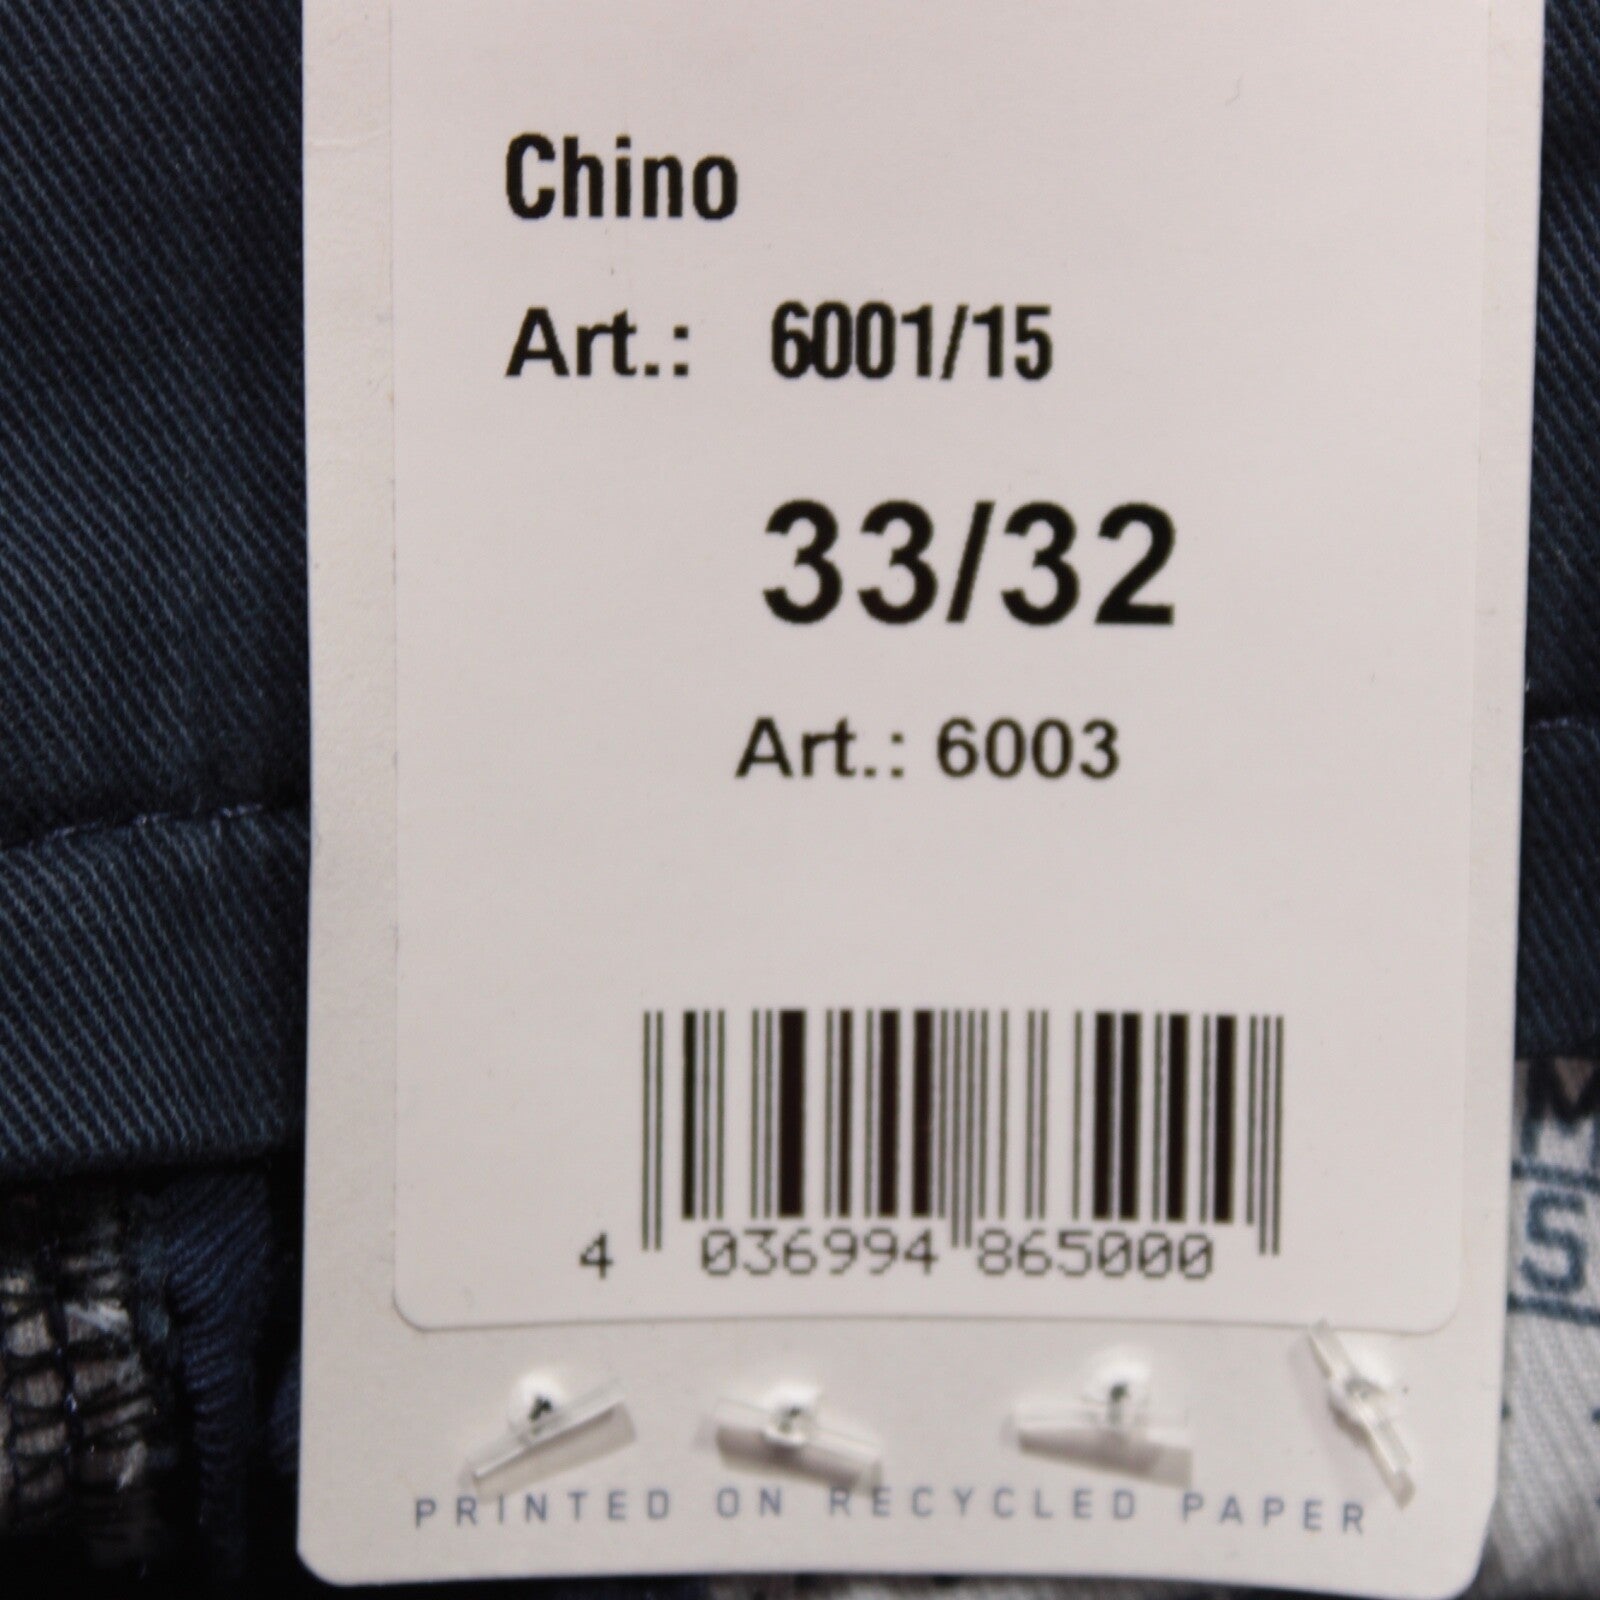 Chino
Art.: 6001/15
33/32
Art.: 6003
4 036994 865000
PRINTED ON RECYCLED PAPER
M
S